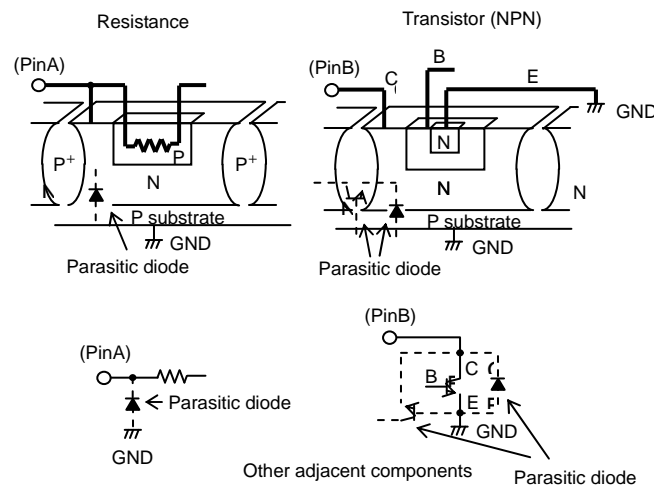 Resistance
Transistor (NPN)
(PinA)
(PinB)
C
B
E
GND
P+
P
P+
N
N
N
N
P substrate
P substrate
GND
GND
Parasitic diode
Parasitic diode
(PinA)
Parasitic diode
GND
(PinB)
C
B
E
GND
Other adjacent components
Parasitic diode